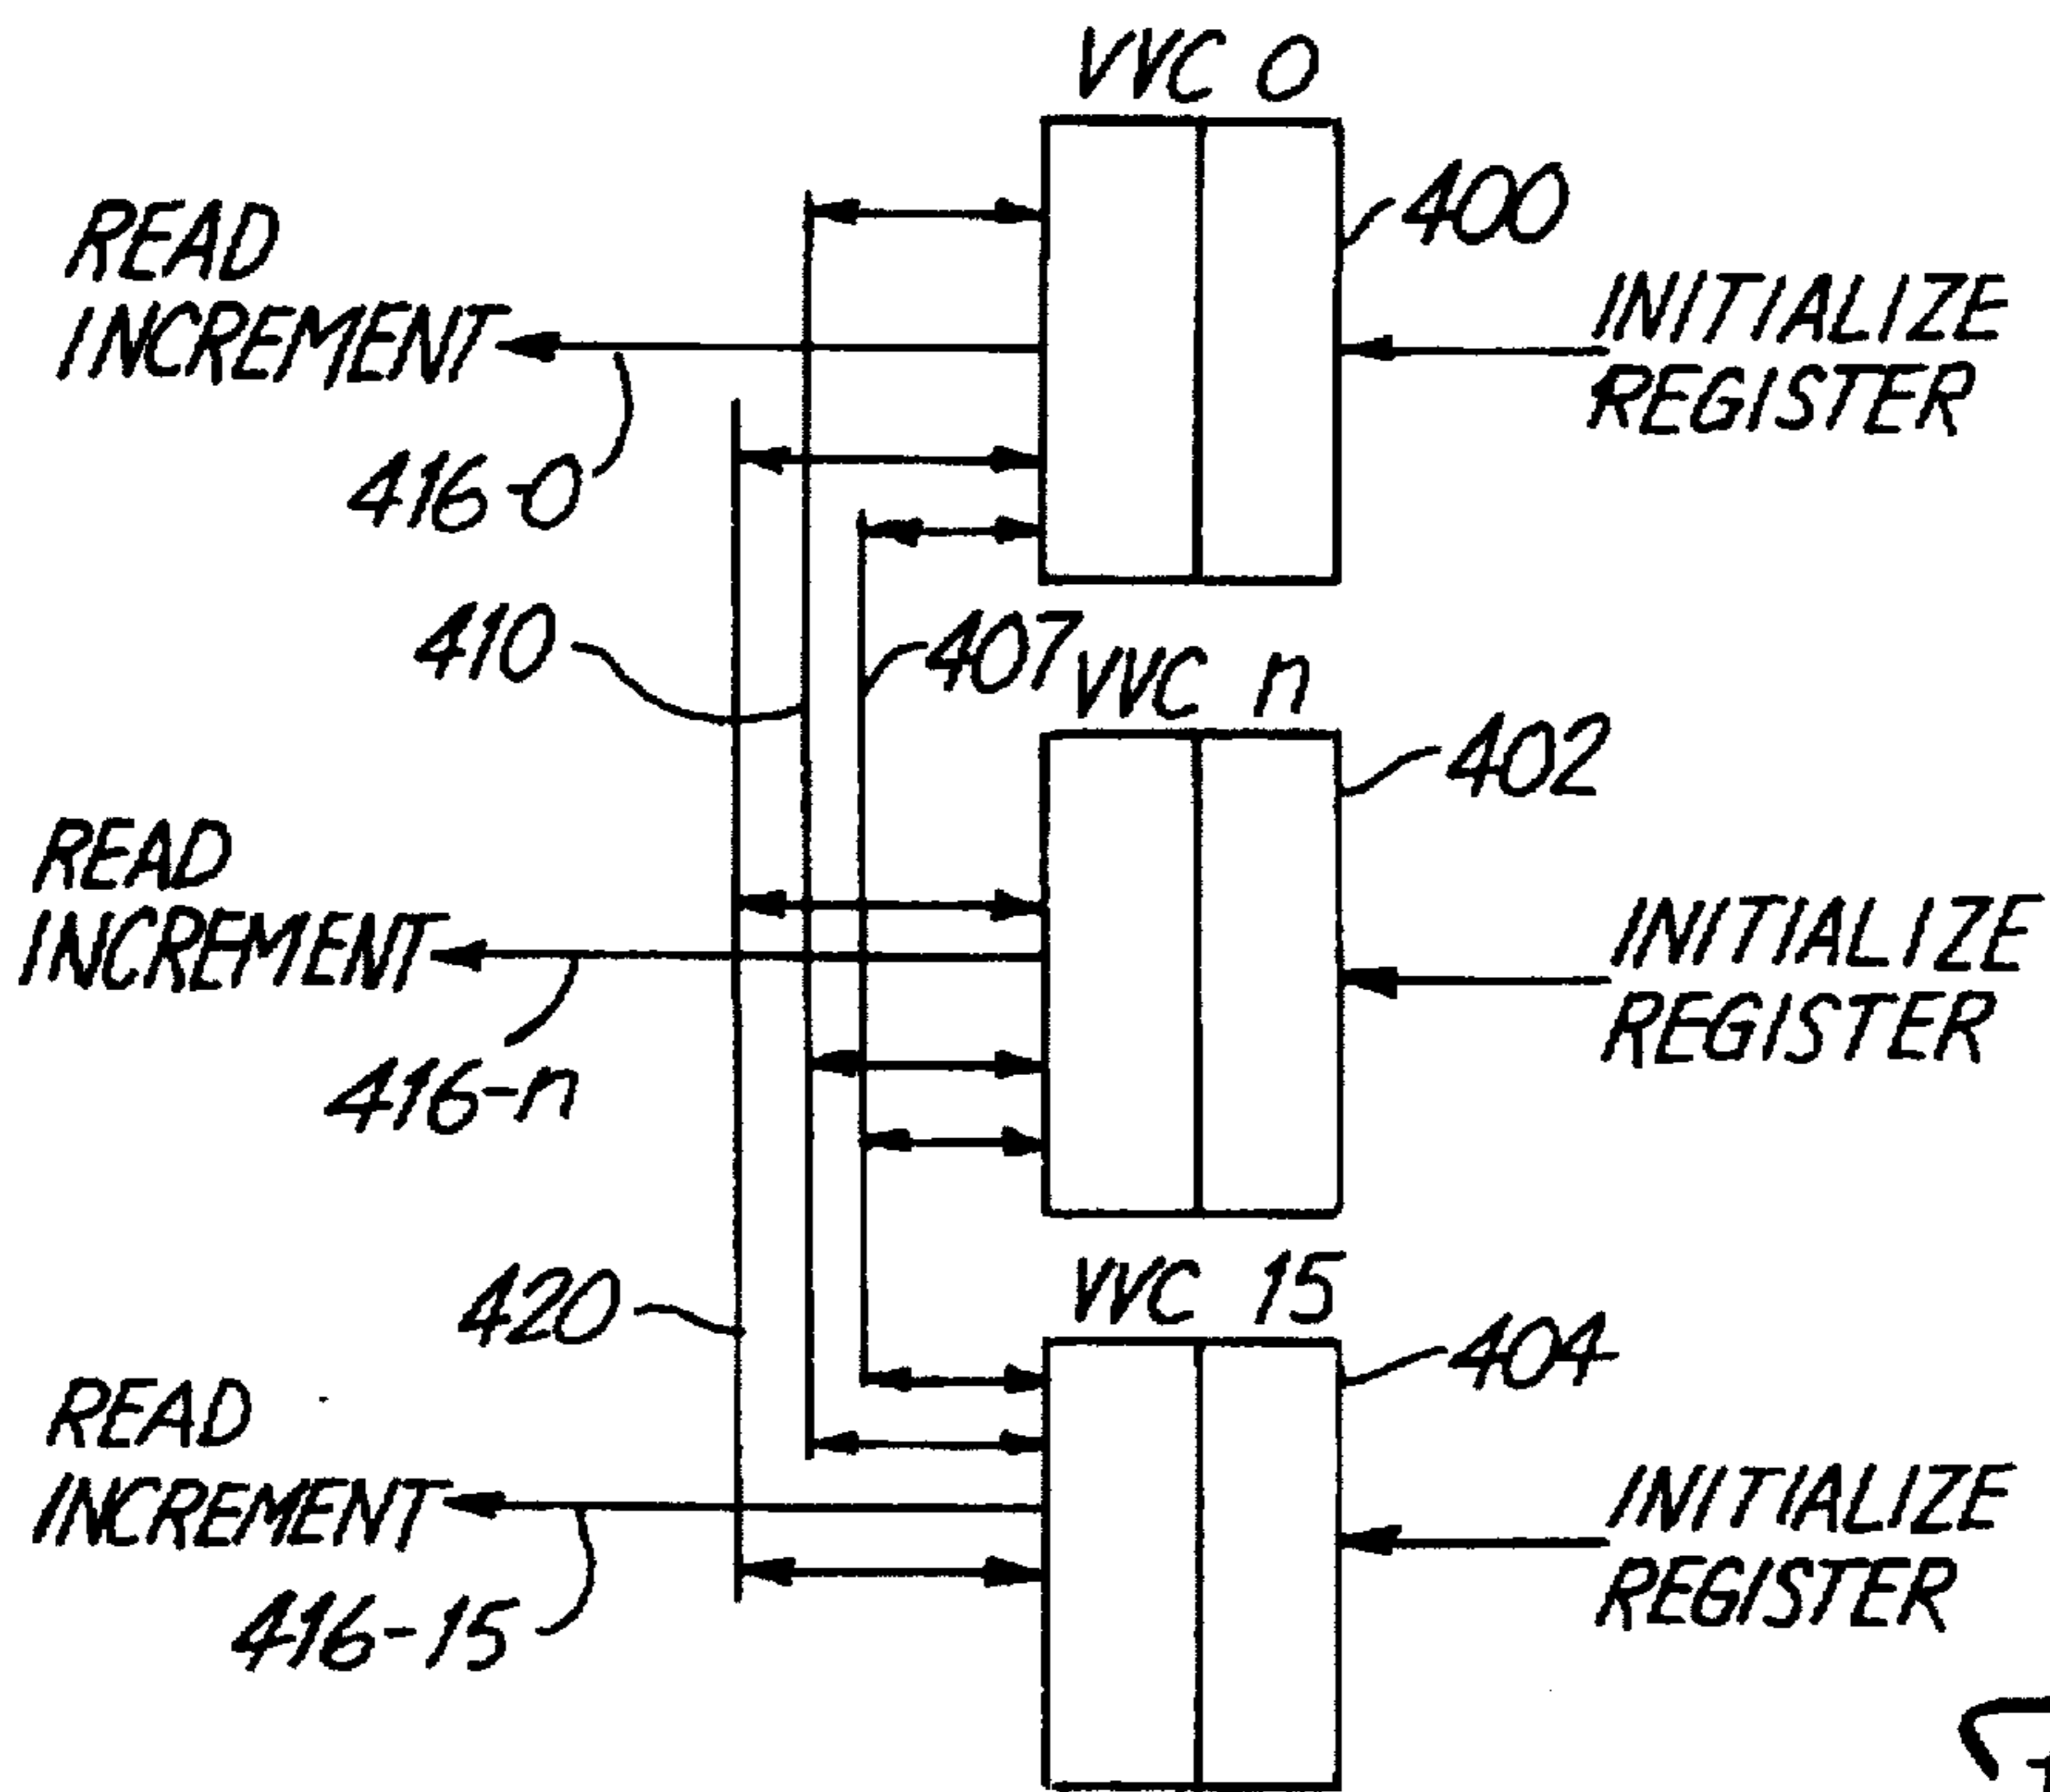 VVC 0
400
READ
INCREMENT
INITIALIZE
REGISTER
416-0
410
407
VVC n
402
READ
INCREMENT
INITIALIZE
REGISTER
416-n
420
VVC 15
404
READ
INCREMENT
INITIALIZE
REGISTER
416-15